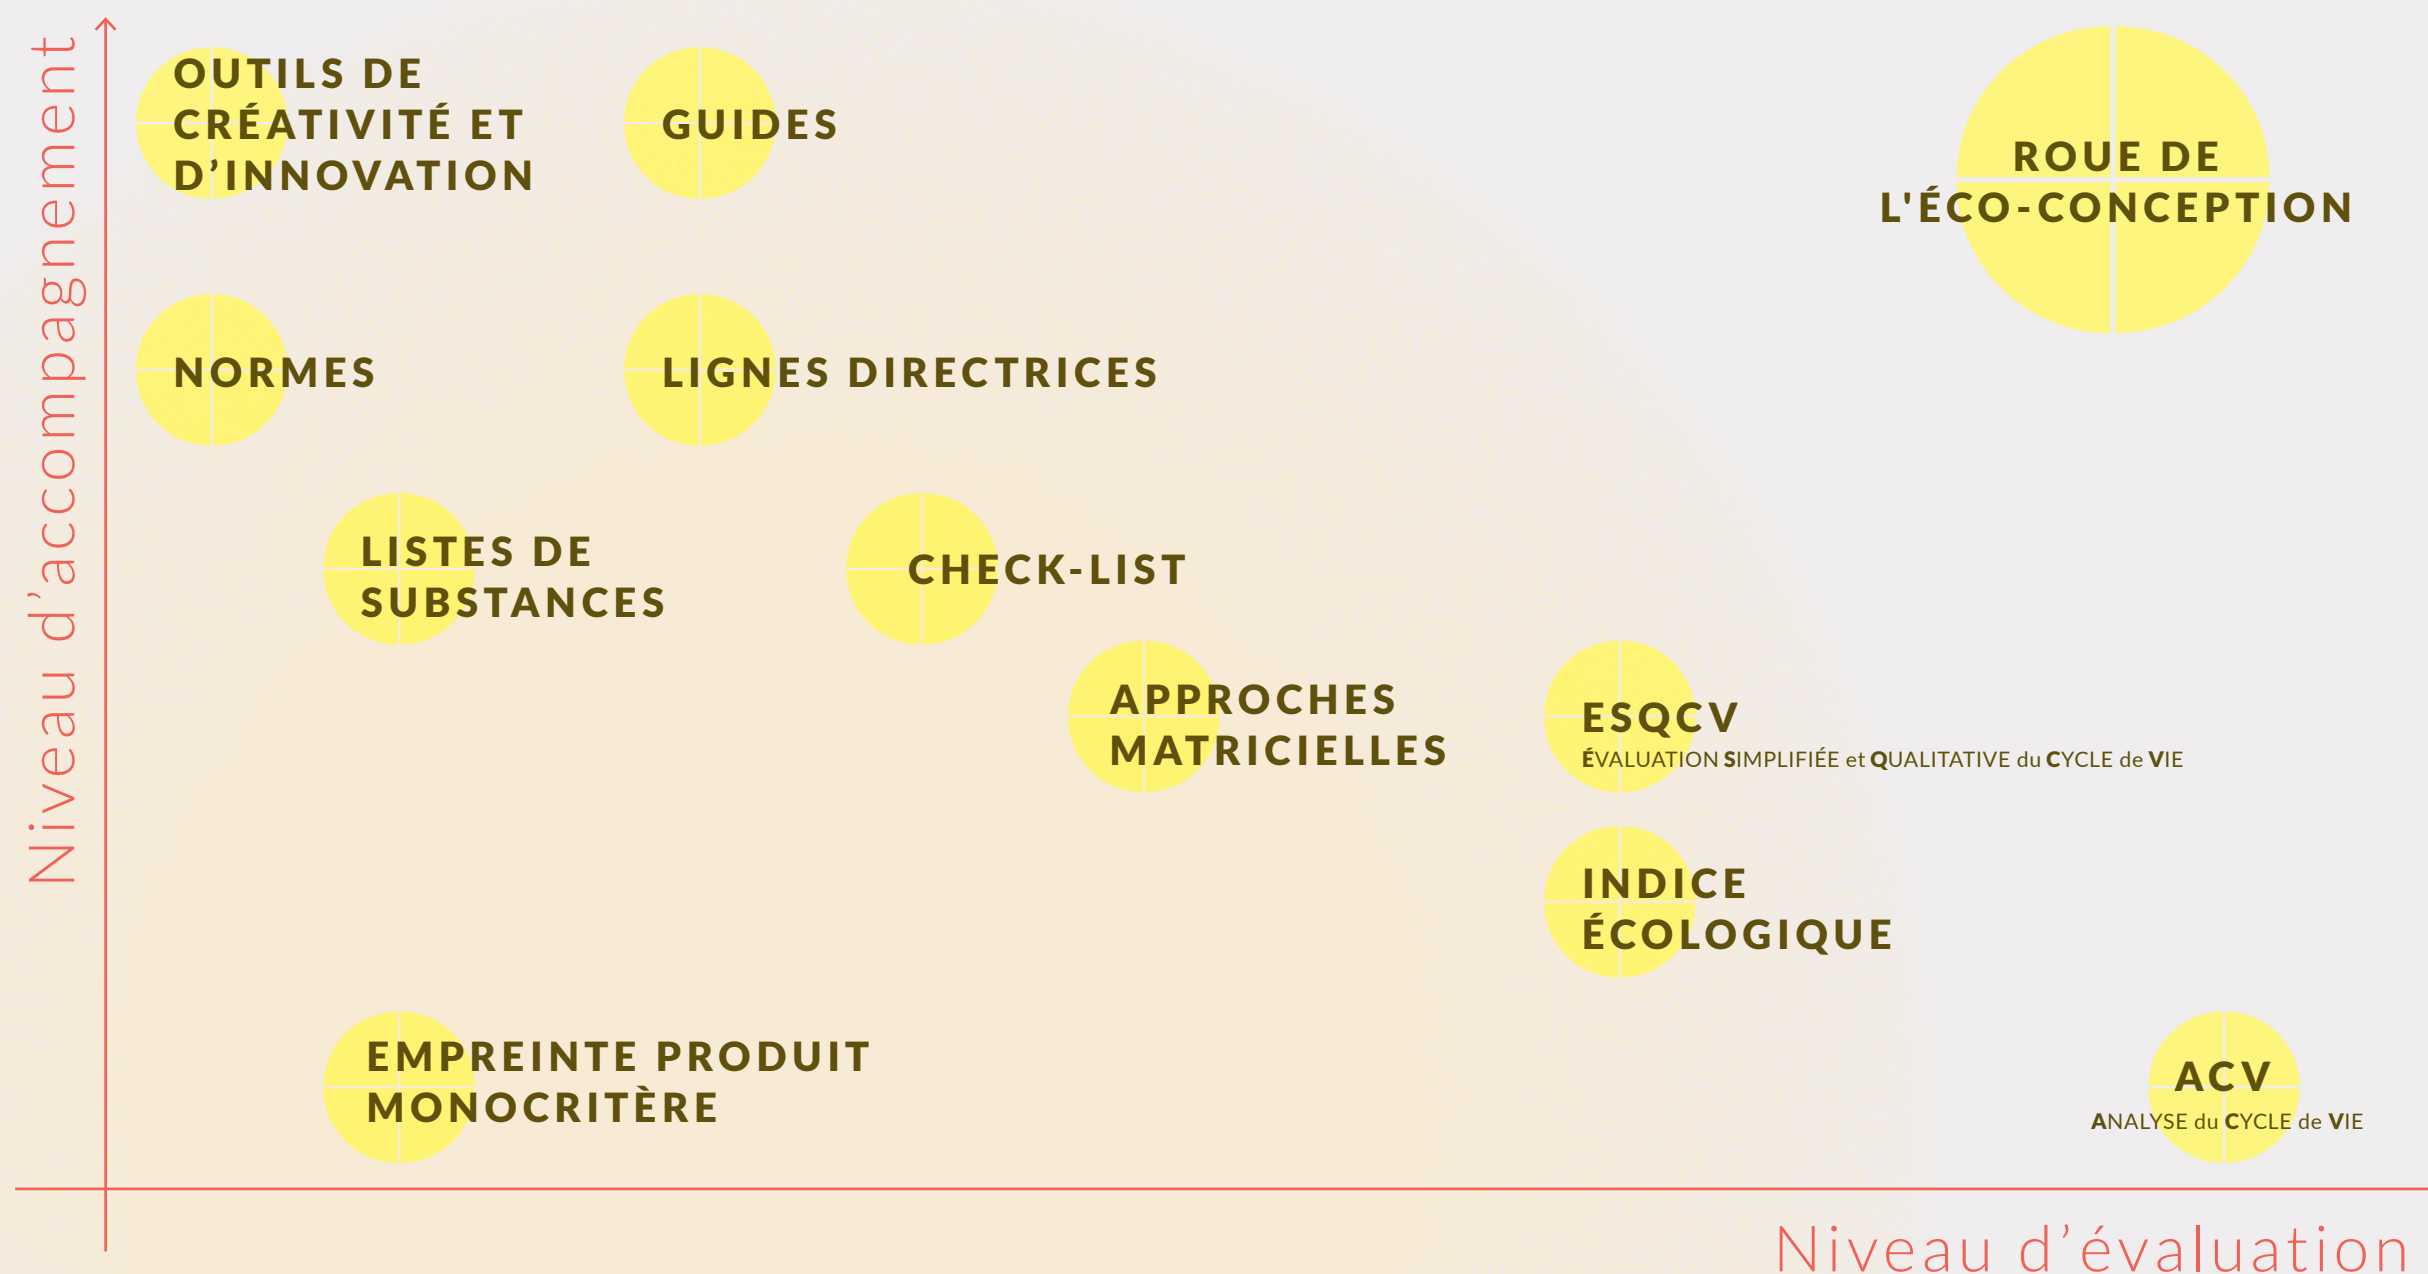 Niveau d’accompagnement
OUTILS DE
CRÉATIVITÉ ET
D’INNOVATION
GUIDES
ROUE DE
L'ÉCO-CONCEPTION
NORMES
LIGNES DIRECTRICES
LISTES DE
SUBSTANCES
CHECK-LIST
APPROCHES
MATRICIELLES
ESQCV
ÉVALUATION SIMPLIFIÉE et QUALITATIVE du CYCLE de VIE
INDICE
ÉCOLOGIQUE
EMPREINTE PRODUIT
MONOCRITÈRE
ACV
ANALYSE du CYCLE de VIE
Niveau d’évaluation